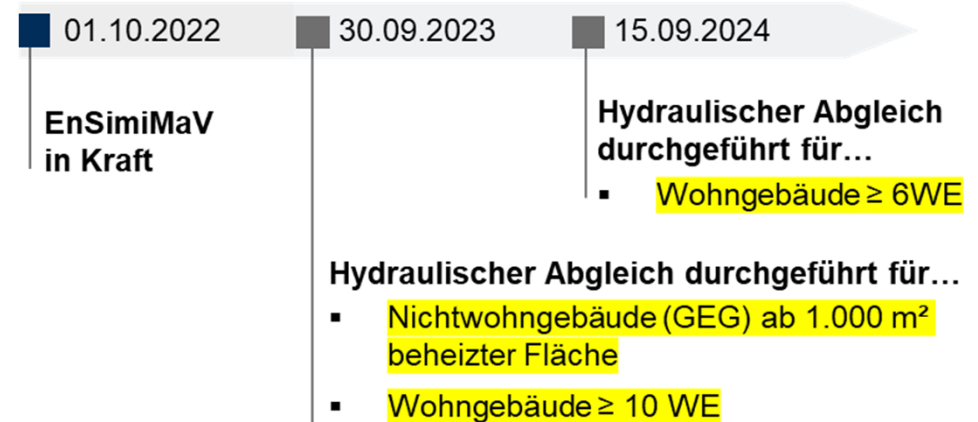 01.10.2022
30.09.2023
15.09.2024
EnSimiMaV
in Kraft
Hydraulischer Abgleich
durchgeführt für…
▪ Wohngebäude ≥ 6WE
Hydraulischer Abgleich durchgeführt für…
▪ Nichtwohngebäude (GEG) ab 1.000 m²
beheizter Fläche
▪ Wohngebäude ≥ 10 WE